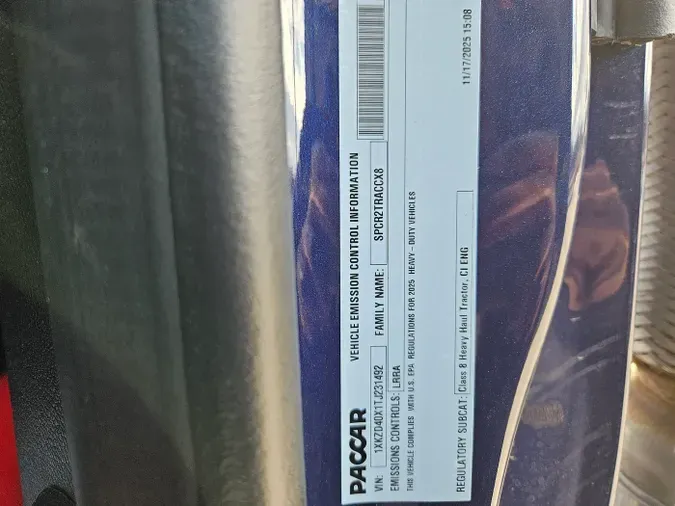 PACCAR VEHICLE EMISSION CONTROL INFORMATION
VIN: 1XKZD40X1TJ231492 FAMILY NAME: SPCR2TRACCX8
EMISSIONS CONTROLS: LRRA
THIS VEHICLE COMPLIES WITH U.S. EPA REGULATIONS FOR 2025 HEAVY - DUTY VEHICLES
REGULATORY SUBCAT: Class 8 Heavy Haul Tractor, CI ENG 11/17/2025 15:08